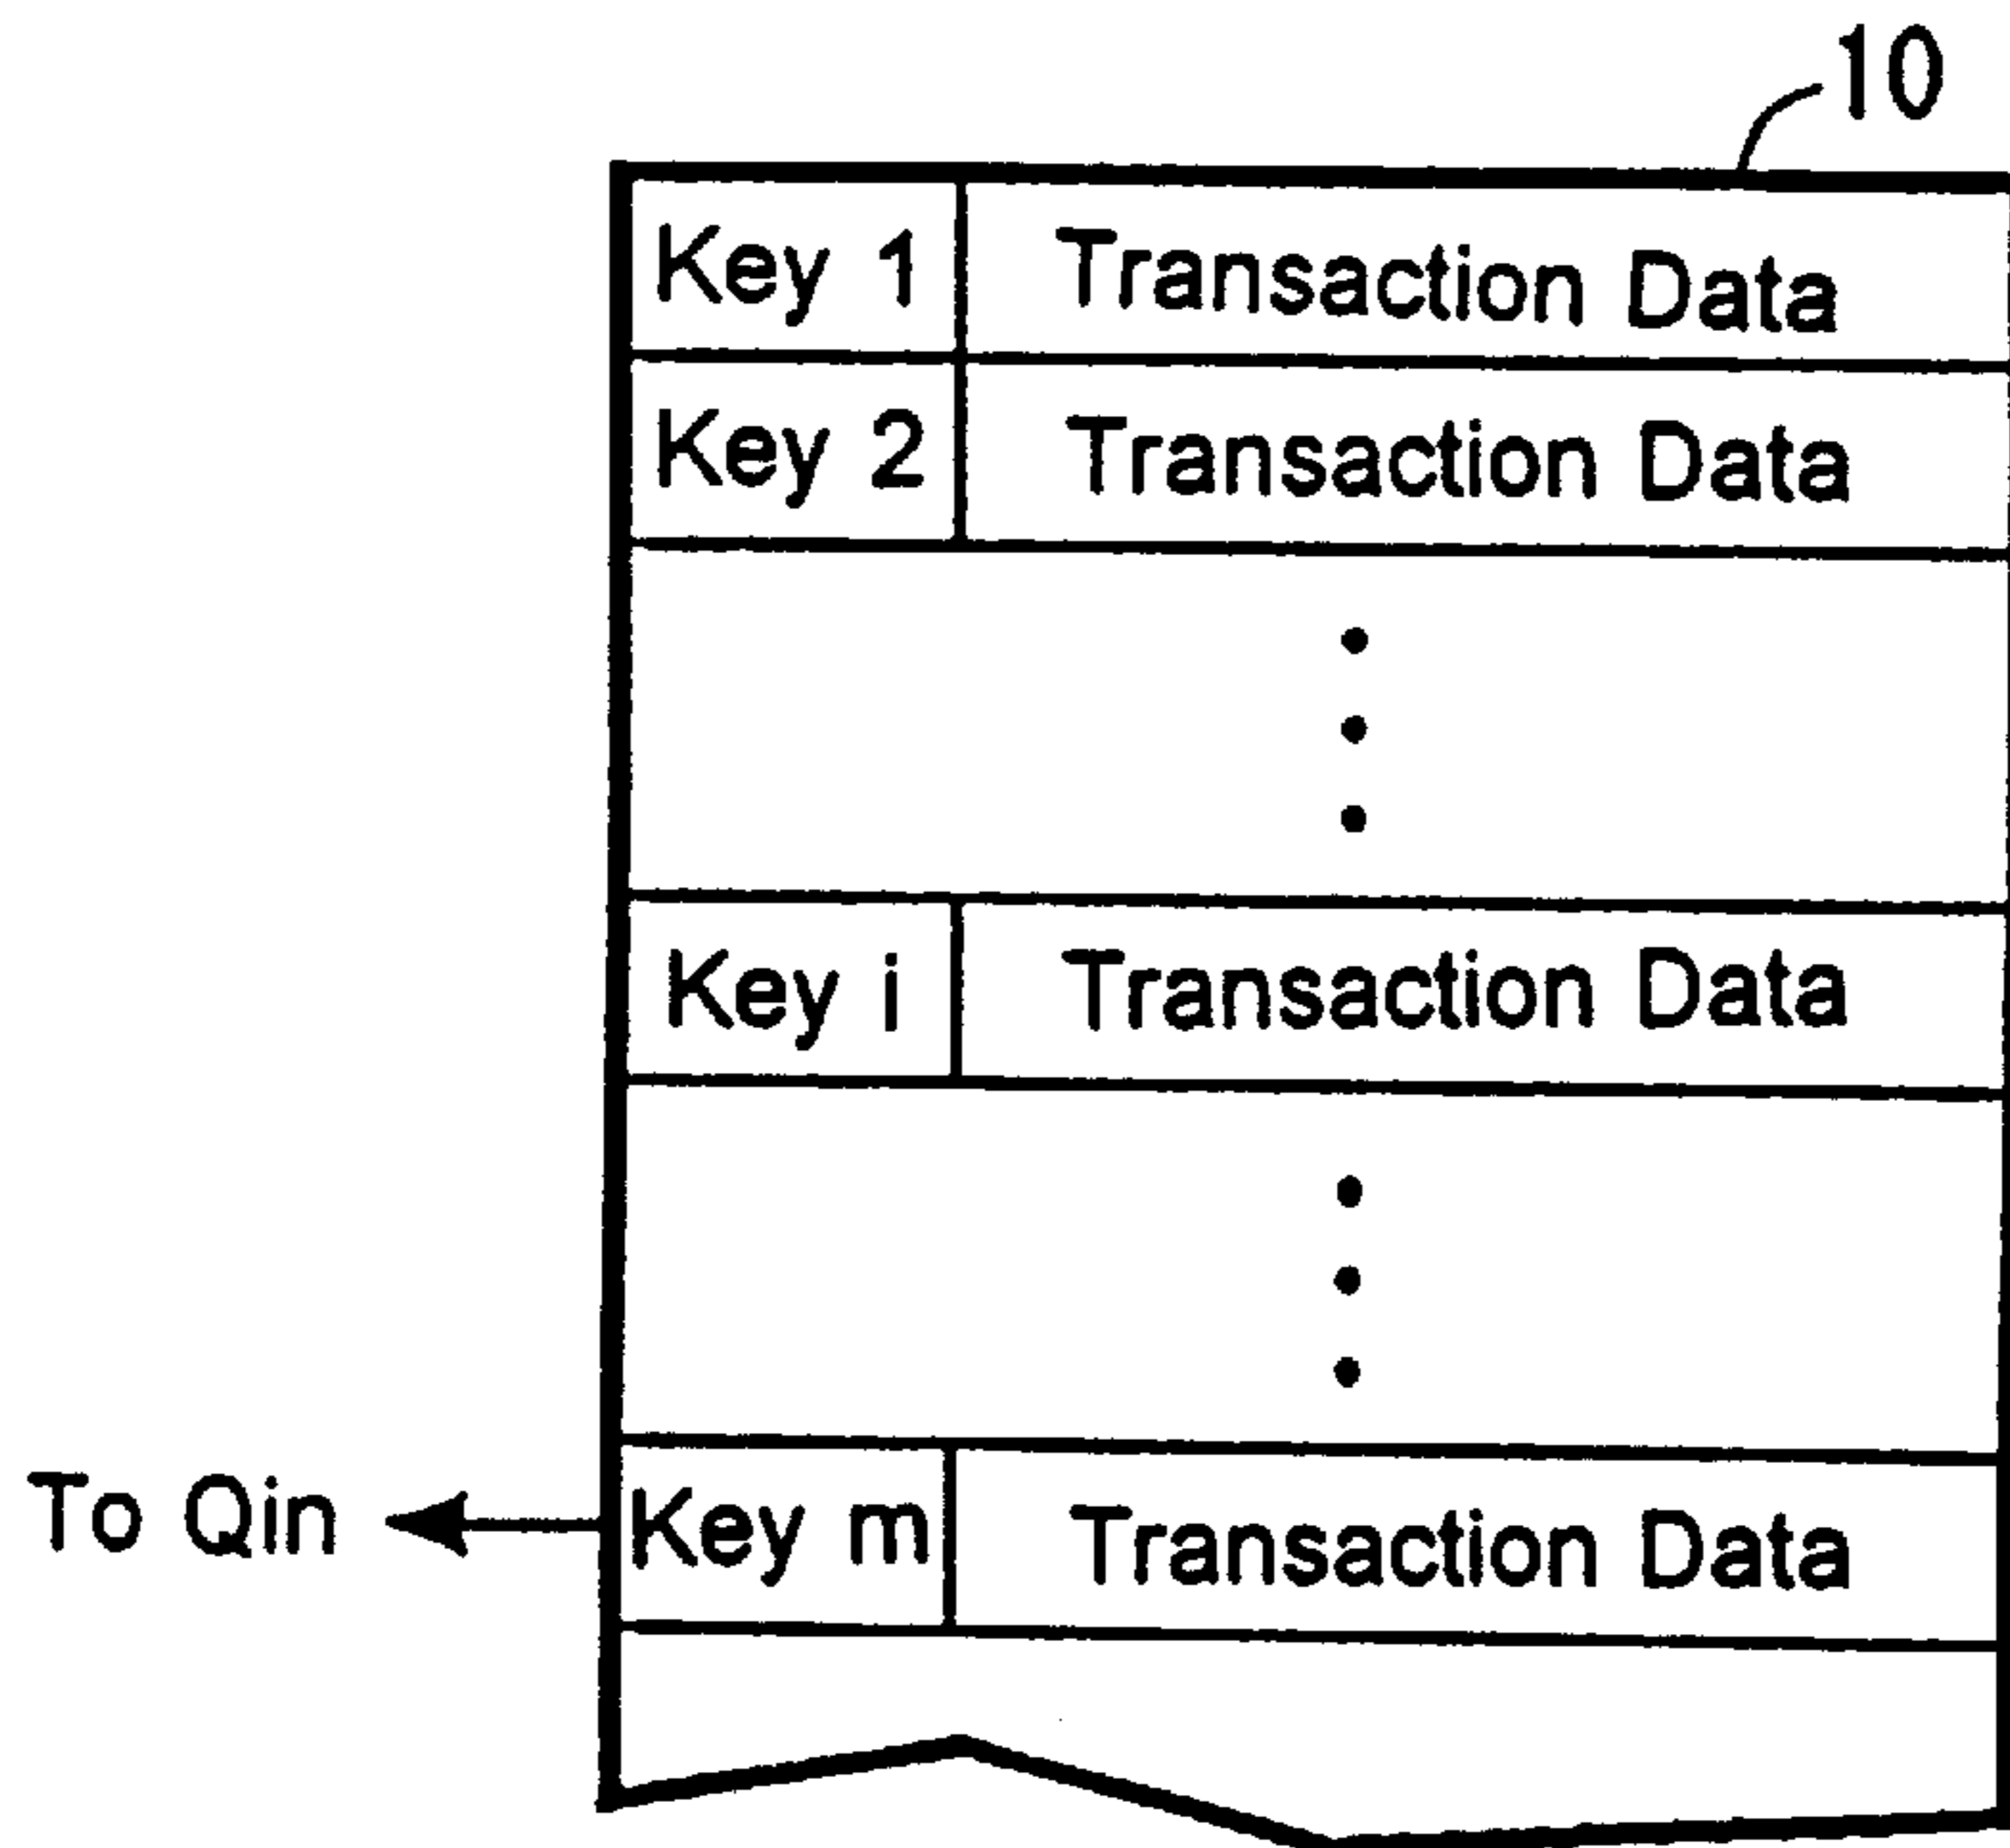 10
Key 1 Transaction Data
Key 2 Transaction Data
Key i Transaction Data
To Qin Key m Transaction Data